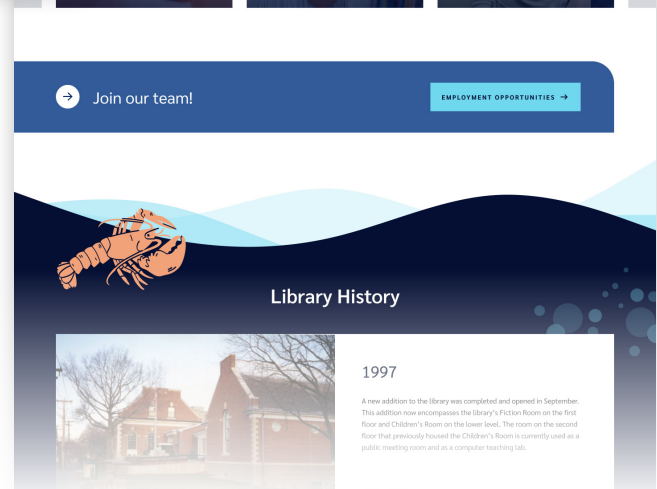 Join our team!
EMPLOYMENT OPPORTUNITIES →
Library History
1997
A new addition to the library was completed and opened in September.
This addition now encompasses the library's Fiction Room on the first
floor and Children's Room on the lower level. The room on the second
floor that previously housed the Children's Room is currently used as a
public meeting room and as a computer teaching lab.